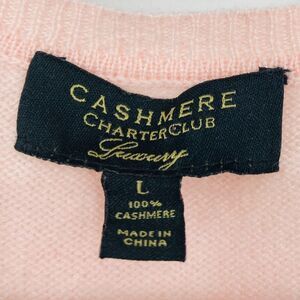 CASHMERE
CHARTER CLUB
Luxury
L
100%
CASHMERE
MADE IN
CHINA